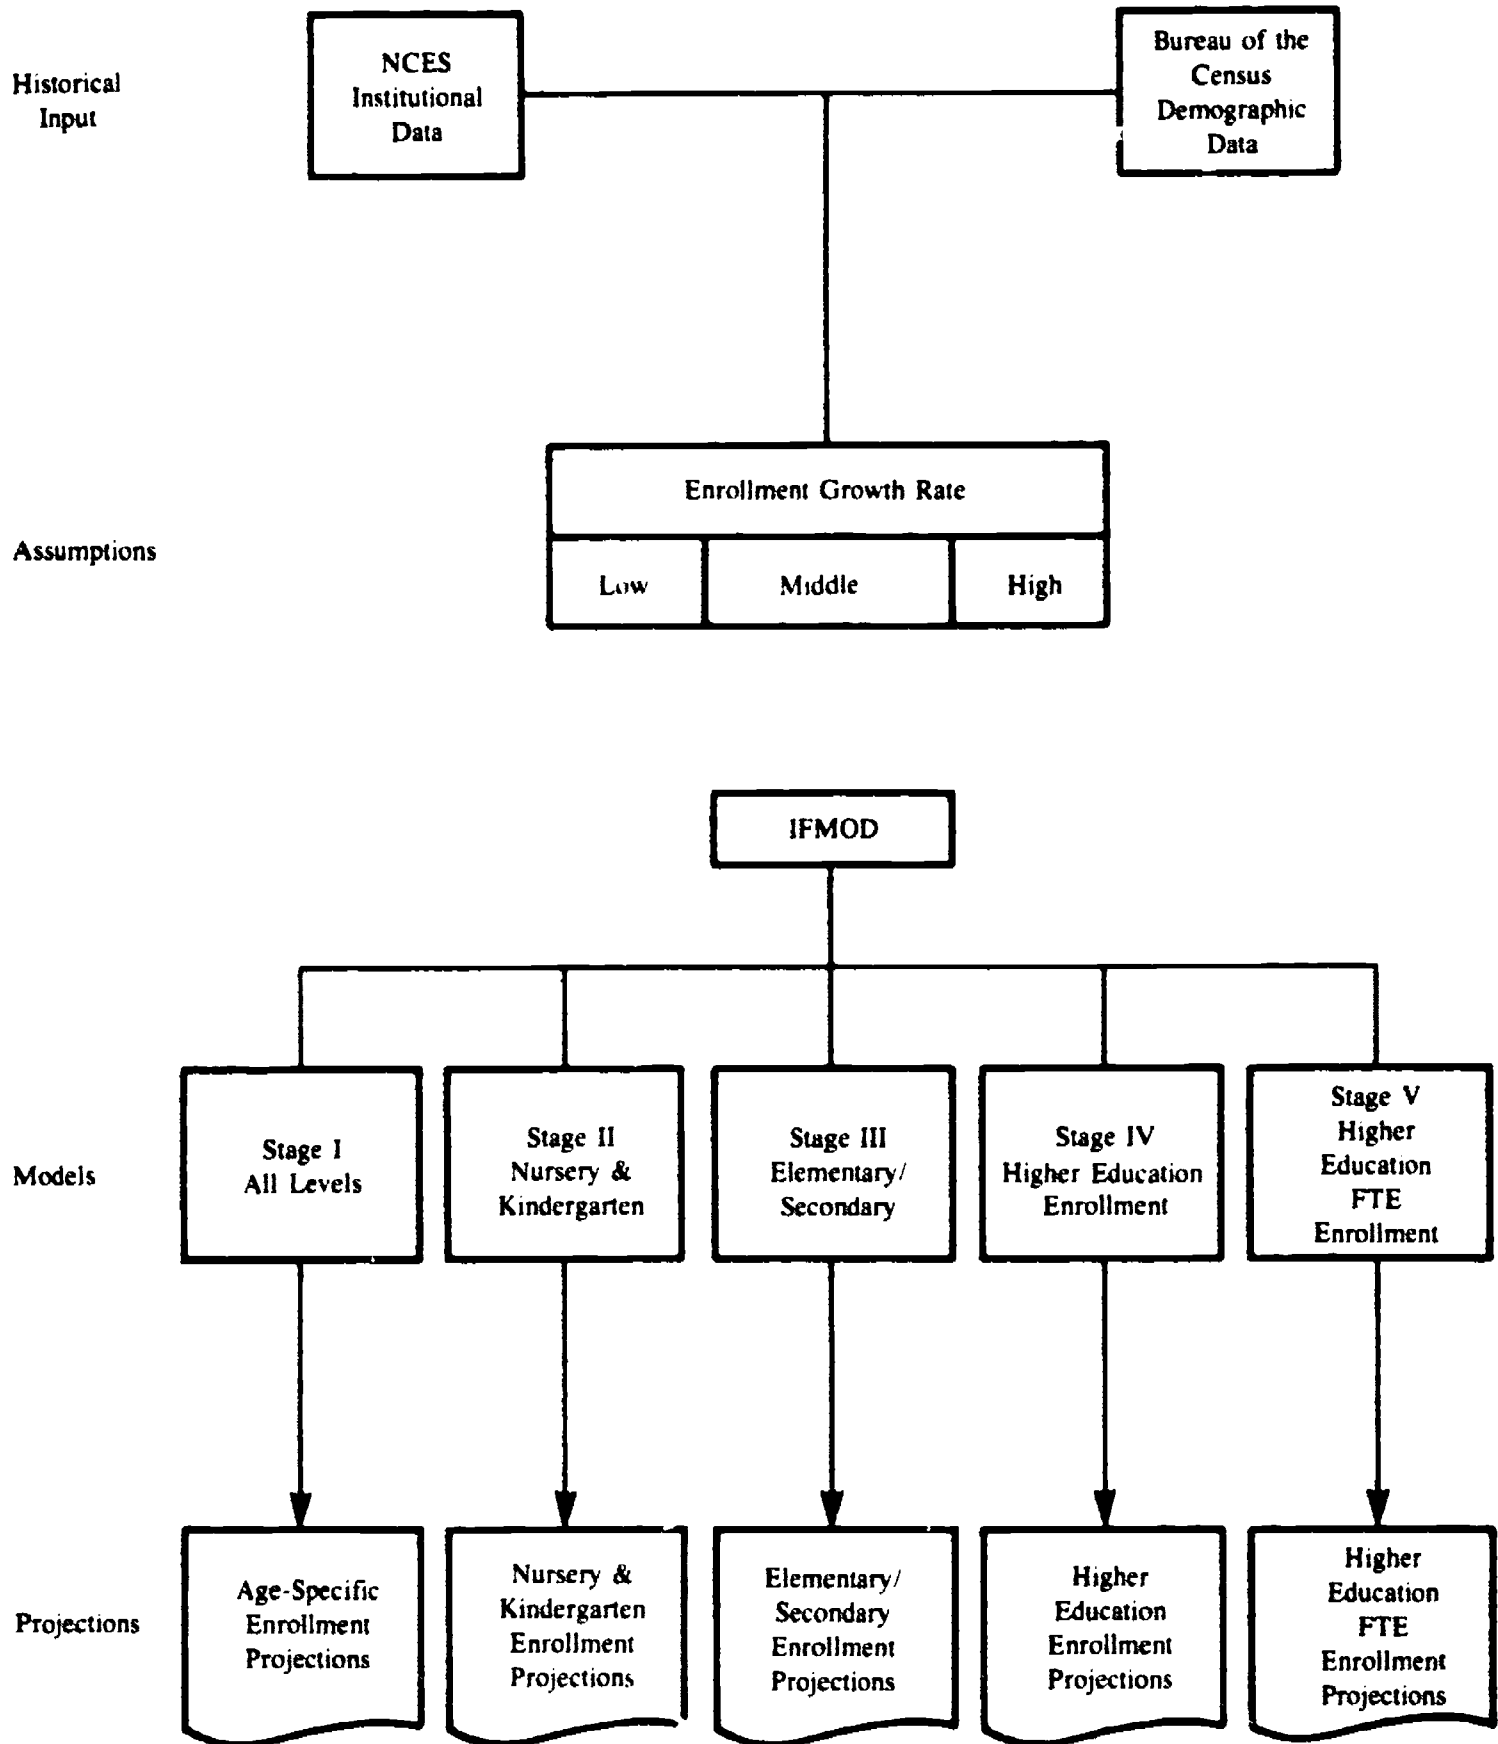 Historical
Input
NCES
Institutional
Data
Bureau of the
Census
Demographic
Data
Assumptions
Enrollment Growth Rate
Low
Middle
High
IFMOD
Models
Stage I
All Levels
Stage II
Nursery &
Kindergarten
Stage III
Elementary/
Secondary
Stage IV
Higher Education
Enrollment
Stage V
Higher
Education
FTE
Enrollment
Projections
Age-Specific
Enrollment
Projections
Nursery &
Kindergarten
Enrollment
Projections
Elementary/
Secondary
Enrollment
Projections
Higher
Education
Enrollment
Projections
Higher
Education
FTE
Enrollment
Projections